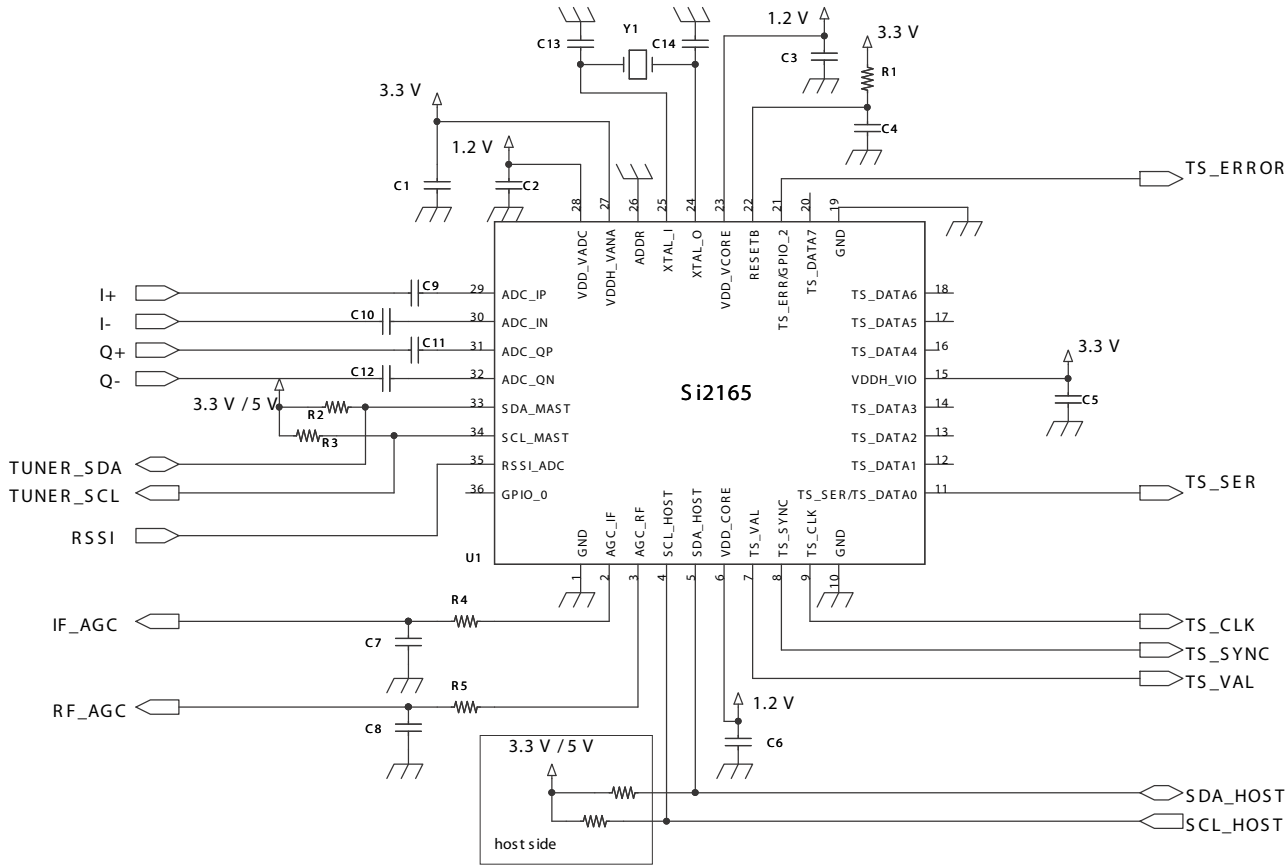 1.2 V
Y1
C13
C14
3.3 V
C3
R1
3.3 V
C4
1.2 V
C1
C2
TS_ERROR
28
27
26
25
24
23
22
21
20
19
VDD_VADC
VDDH_VANA
ADDR
XTAL_I
XTAL_O
VDD_VCORE
RESETB
TS_ERR/GPIO_2
TS_DATA7
GND
I+
C9
29
ADC_IP
TS_DATA6
18
I-
C10
30
ADC_IN
TS_DATA5
17
Q+
C11
31
ADC_QP
TS_DATA4
16
3.3 V
Q-
C12
32
ADC_QN
Si2165
VDDH_VIO
15
C5
3.3 V / 5 V
R2
33
SDA_MAST
TS_DATA3
14
R3
34
SCL_MAST
TS_DATA2
13
TUNER_SDA
35
RSSI_ADC
TS_DATA1
12
TUNER_SCL
36
GPIO_0
TS_SER/TS_DATA0
11
TS_SER
RSSI
U1
GND
AGC_IF
AGC_RF
SCL_HOST
SDA_HOST
VDD_CORE
TS_VAL
TS_SYNC
TS_CLK
GND
1
2
3
4
5
6
7
8
9
10
IF_AGC
R4
C7
TS_CLK
TS_SYNC
TS_VAL
RF_AGC
R5
C8
1.2 V
C6
3.3 V / 5 V
host side
SDA_HOST
SCL_HOST